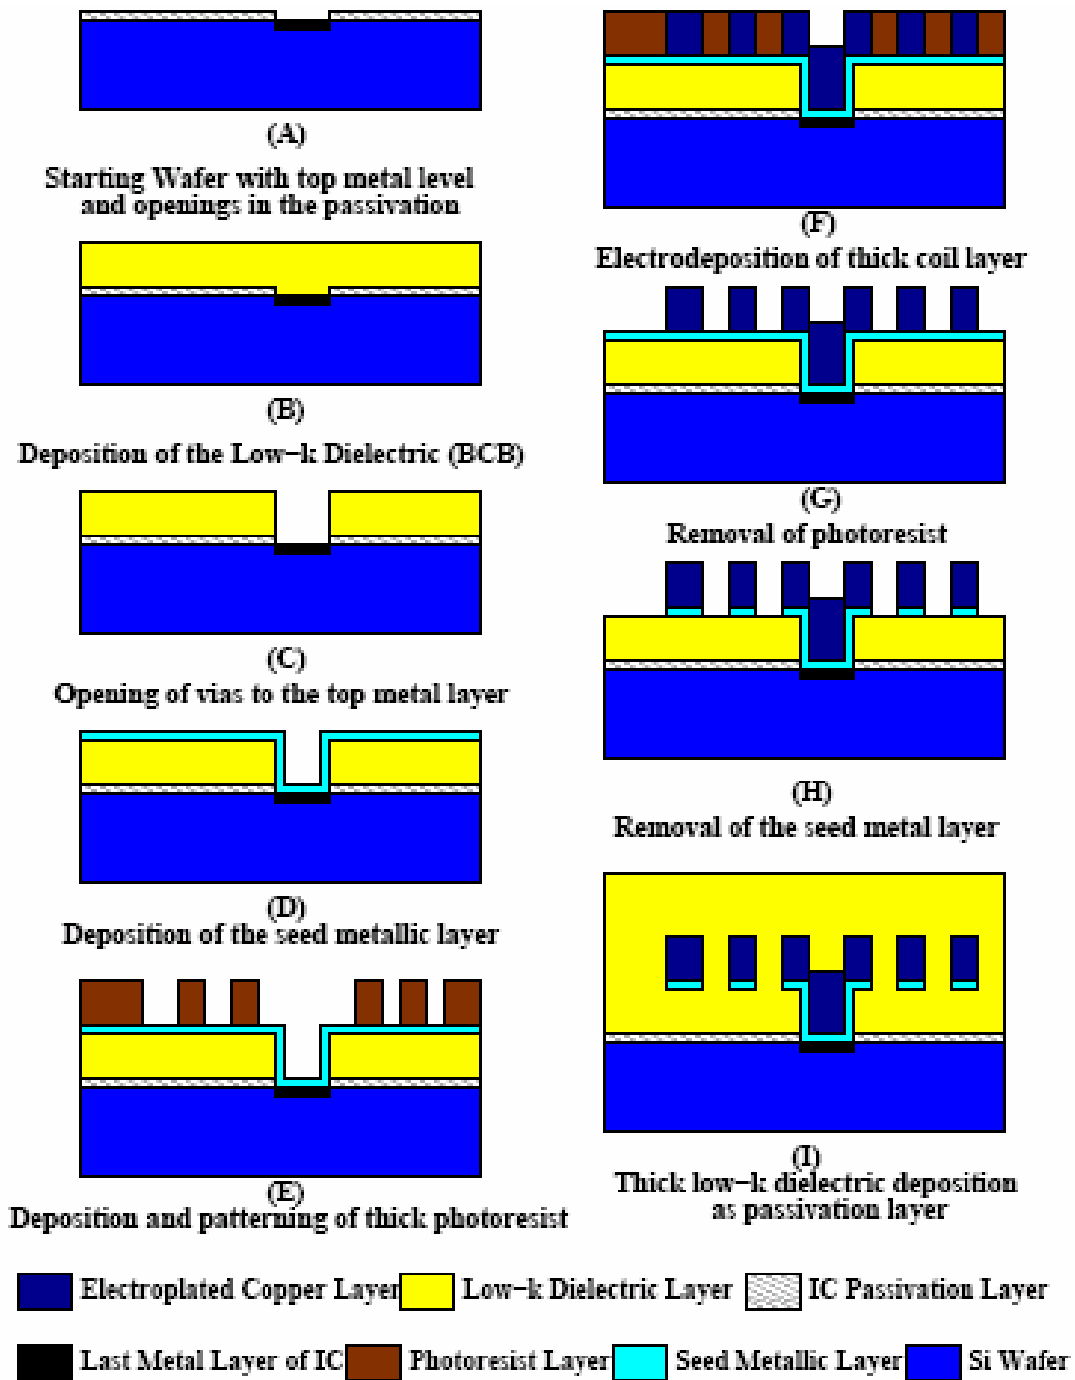 (A)
Starting Wafer with top metal level
and openings in the passivation
(B)
Deposition of the Low−k Dielectric (BCB)
(C)
Opening of vias to the top metal layer
(D)
Deposition of the seed metallic layer
(E)
Deposition and patterning of thick photoresist
(F)
Electrodeposition of thick coil layer
(G)
Removal of photoresist
(H)
Removal of the seed metal layer
(I)
Thick low−k dielectric deposition
as passivation layer
Electroplated Copper Layer
Low−k Dielectric Layer
IC Passivation Layer
Last Metal Layer of IC
Photoresist Layer
Seed Metallic Layer
Si Wafer